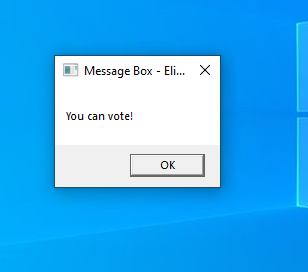 Message Box - Eli...
You can vote!
OK